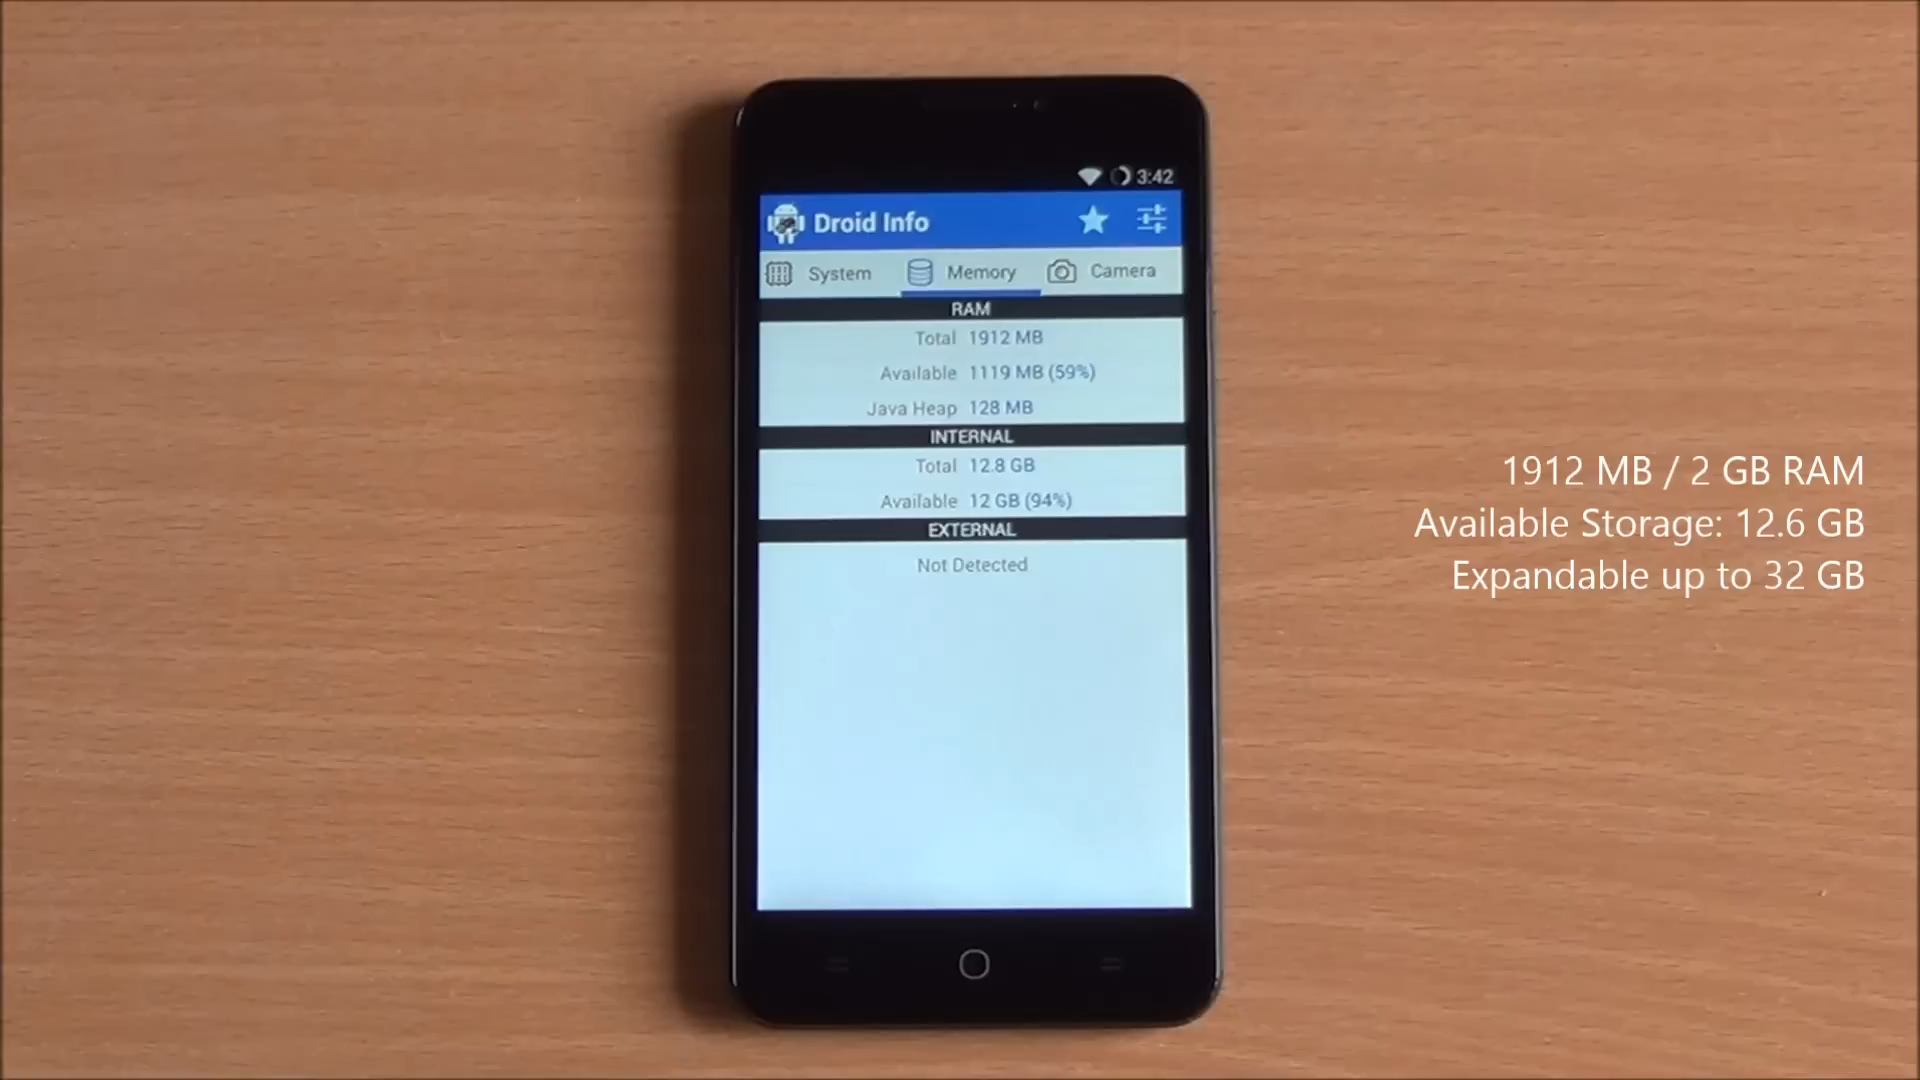 3:42
Droid Info
System Memory Camera
RAM
Total 1912 MB
Available 1119 MB (59%)
Java Heap 128 MB
INTERNAL
Total 12.8 GB
Available 12 GB (94%)
EXTERNAL
Not Detected
1912 MB / 2 GB RAM
Available Storage: 12.6 GB
Expandable up to 32 GB